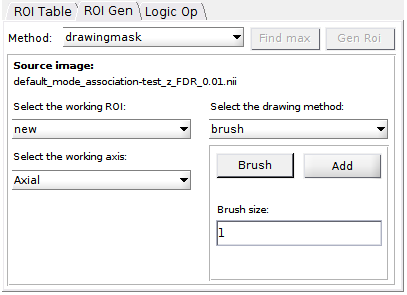 ROI Table ROI Gen Logic Op
Method: drawingmask Find max Gen Roi
Source image:
default_mode_association-test_z_FDR_0.01.nii
Select the working ROI: Select the drawing method:
new brush
Select the working axis: Brush Add
Axial
Brush size:
1